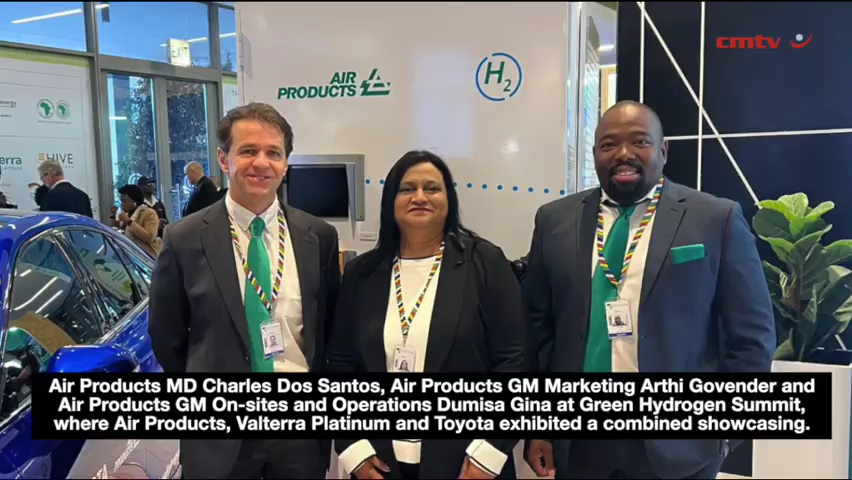 cmtv
EXIT
AIR
PRODUCTS
H2
HIVE
Air Products MD Charles Dos Santos, Air Products GM Marketing Arthi Govender and
Air Products GM On-sites and Operations Dumisa Gina at Green Hydrogen Summit,
where Air Products, Valterra Platinum and Toyota exhibited a combined showcasing.